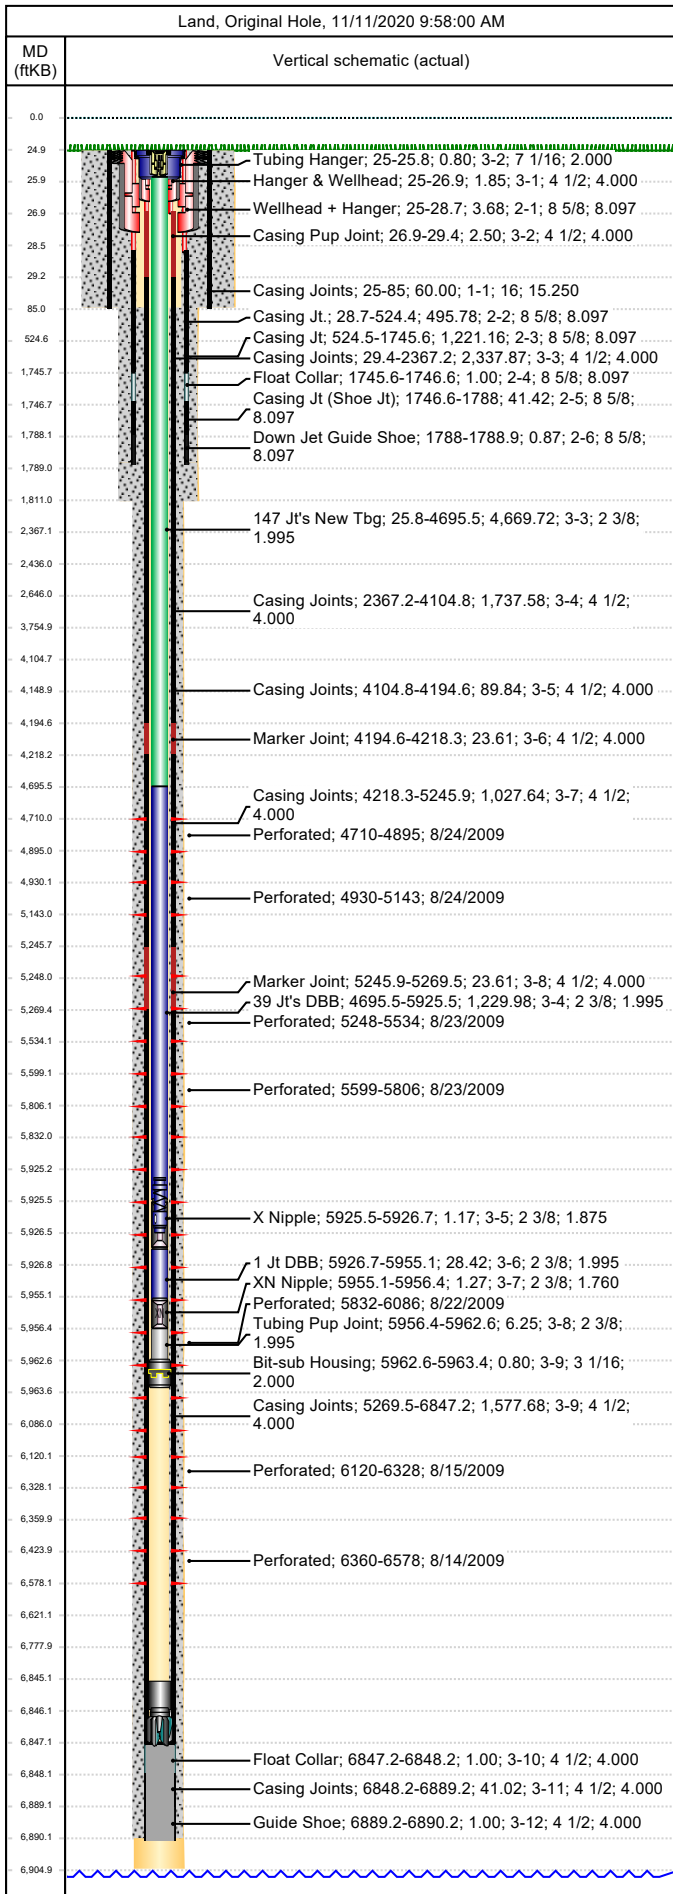 Land, Original Hole, 11/11/2020 9:58:00 AM
MD
(ftKB)
Vertical schematic (actual)
0.0
24.9
25.9
26.9
28.5
29.2
85.0
524.6
1,745.7
1,746.7
1,788.1
1,789.0
1,811.0
2,367.1
2,436.0
2,646.0
3,754.9
4,104.7
4,148.9
4,194.6
4,218.2
4,695.5
4,710.0
4,895.0
4,930.1
5,143.0
5,245.7
5,248.0
5,269.4
5,534.1
5,599.1
5,806.1
5,832.0
5,925.2
5,925.5
5,926.5
5,926.8
5,955.1
5,956.4
5,962.6
5,963.6
6,086.0
6,120.1
6,328.1
6,359.9
6,423.9
6,578.1
6,621.1
6,777.9
6,845.1
6,846.1
6,847.1
6,848.1
6,889.1
6,890.1
6,904.9
Tubing Hanger; 25-25.8; 0.80; 3-2; 7 1/16; 2.000
Hanger & Wellhead; 25-26.9; 1.85; 3-1; 4 1/2; 4.000
Wellhead + Hanger; 25-28.7; 3.68; 2-1; 8 5/8; 8.097
Casing Pup Joint; 26.9-29.4; 2.50; 3-2; 4 1/2; 4.000
Casing Joints; 25-85; 60.00; 1-1; 16; 15.250
Casing Jt.; 28.7-524.4; 495.78; 2-2; 8 5/8; 8.097
Casing Jt; 524.5-1745.6; 1,221.16; 2-3; 8 5/8; 8.097
Casing Joints; 29.4-2367.2; 2,337.87; 3-3; 4 1/2; 4.000
Float Collar; 1745.6-1746.6; 1.00; 2-4; 8 5/8; 8.097
Casing Jt (Shoe Jt); 1746.6-1788; 41.42; 2-5; 8 5/8;
8.097
Down Jet Guide Shoe; 1788-1788.9; 0.87; 2-6; 8 5/8;
8.097
147 Jt's New Tbg; 25.8-4695.5; 4,669.72; 3-3; 2 3/8;
1.995
Casing Joints; 2367.2-4104.8; 1,737.58; 3-4; 4 1/2;
4.000
Casing Joints; 4104.8-4194.6; 89.84; 3-5; 4 1/2; 4.000
Marker Joint; 4194.6-4218.3; 23.61; 3-6; 4 1/2; 4.000
Casing Joints; 4218.3-5245.9; 1,027.64; 3-7; 4 1/2;
4.000
Perforated; 4710-4895; 8/24/2009
Perforated; 4930-5143; 8/24/2009
Marker Joint; 5245.9-5269.5; 23.61; 3-8; 4 1/2; 4.000
39 Jt's DBB; 4695.5-5925.5; 1,229.98; 3-4; 2 3/8; 1.995
Perforated; 5248-5534; 8/23/2009
Perforated; 5599-5806; 8/23/2009
X Nipple; 5925.5-5926.7; 1.17; 3-5; 2 3/8; 1.875
1 Jt DBB; 5926.7-5955.1; 28.42; 3-6; 2 3/8; 1.995
XN Nipple; 5955.1-5956.4; 1.27; 3-7; 2 3/8; 1.760
Perforated; 5832-6086; 8/22/2009
Tubing Pup Joint; 5956.4-5962.6; 6.25; 3-8; 2 3/8;
1.995
Bit-sub Housing; 5962.6-5963.4; 0.80; 3-9; 3 1/16;
2.000
Casing Joints; 5269.5-6847.2; 1,577.68; 3-9; 4 1/2;
4.000
Perforated; 6120-6328; 8/15/2009
Perforated; 6360-6578; 8/14/2009
Float Collar; 6847.2-6848.2; 1.00; 3-10; 4 1/2; 4.000
Casing Joints; 6848.2-6889.2; 41.02; 3-11; 4 1/2; 4.000
Guide Shoe; 6889.2-6890.2; 1.00; 3-12; 4 1/2; 4.000